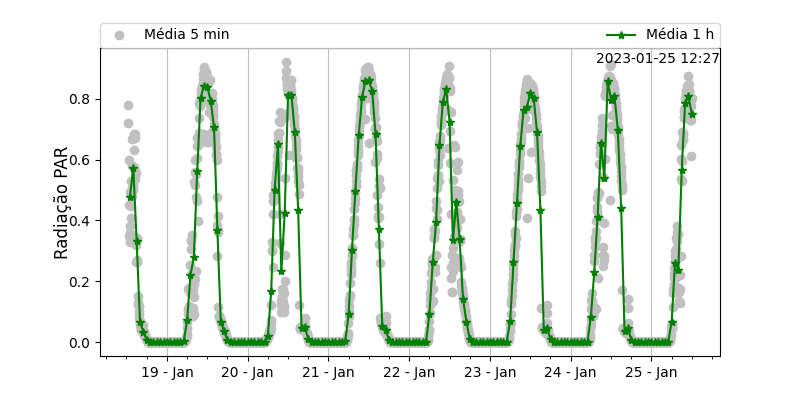 Média 5 min
Média 1 h
2023-01-25 12:27
Radiação PAR
0.8
0.6
0.4
0.2
0.0
19 - Jan
20 - Jan
21 - Jan
22 - Jan
23 - Jan
24 - Jan
25 - Jan